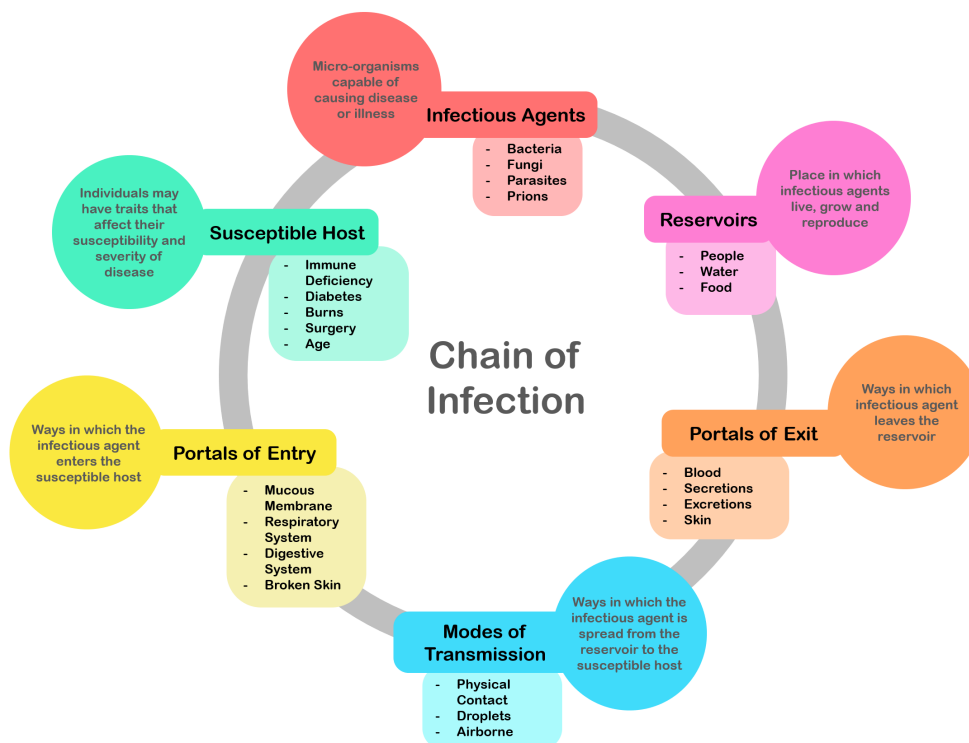 Chain of
Infection
Micro-organisms
capable of
causing disease
or illness
Infectious Agents
- Bacteria
- Fungi
- Parasites
- Prions
Place in which
infectious agents
live, grow and
reproduce
Reservoirs
- People
- Water
- Food
Ways in which
infectious agent
leaves the
reservoir
Portals of Exit
- Blood
- Secretions
- Excretions
- Skin
Ways in which the
infectious agent is
spread from the
reservoir to the
susceptible host
Modes of
Transmission
- Physical
Contact
- Droplets
- Airborne
Ways in which the
infectious agent
enters the
susceptible host
Portals of Entry
- Mucous
Membrane
- Respiratory
System
- Digestive
System
- Broken Skin
Individuals may
have traits that
affect their
susceptibility and
severity of
disease
Susceptible Host
- Immune
Deficiency
- Diabetes
- Burns
- Surgery
- Age